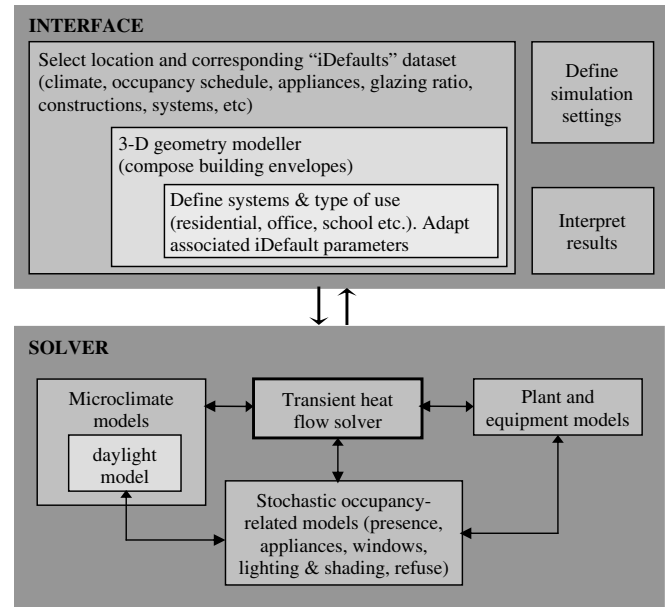 INTERFACE
Select location and corresponding “iDefaults” dataset
(climate, occupancy schedule, appliances, glazing ratio,
constructions, systems, etc)
3-D geometry modeller
(compose building envelopes)
Define systems & type of use
(residential, office, school etc.). Adapt
associated iDefault parameters
Define
simulation
settings
Interpret
results
SOLVER
Microclimate
models
daylight
model
Transient heat
flow solver
Plant and
equipment models
Stochastic occupancy-
related models (presence,
appliances, windows,
lighting & shading, refuse)